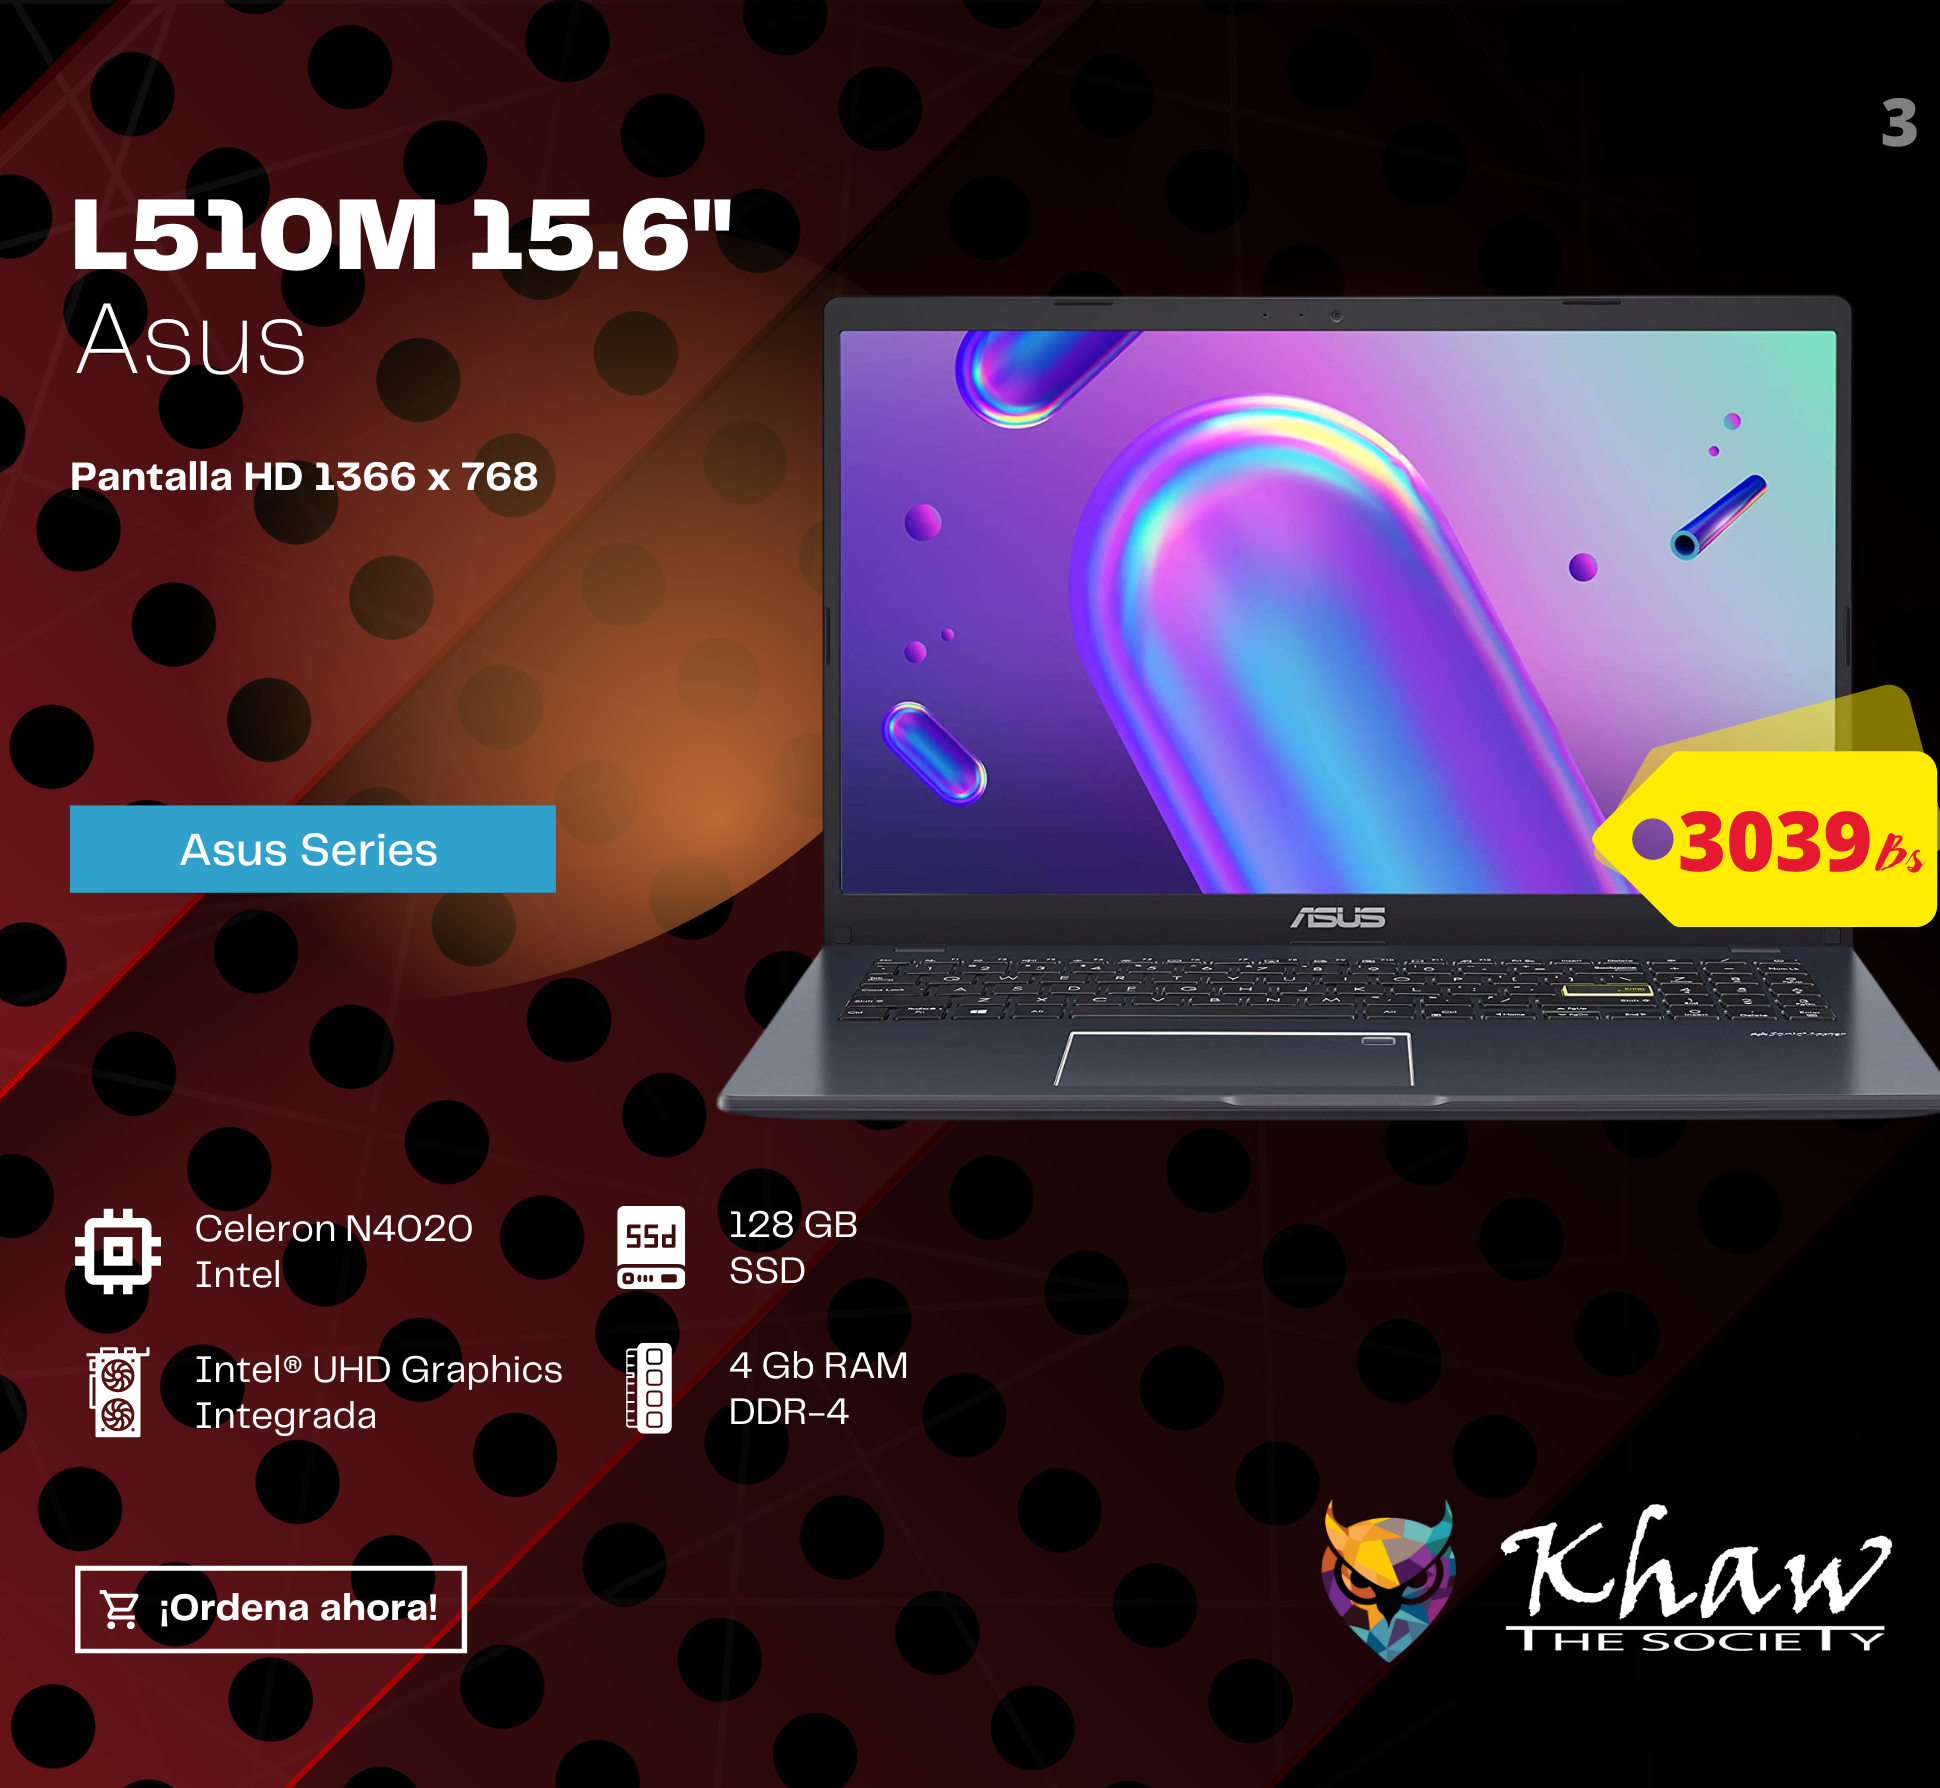 3
L510M 15.6"
Asus
Pantalla HD 1366 x 768
Asus Series
3039 Bs
ASUS
Celeron N4020
Intel
128 GB
SSD
Intel® UHD Graphics
Integrada
4 Gb RAM
DDR-4
ssd
¡Ordena ahora!
Khaw
THE SOCIETY